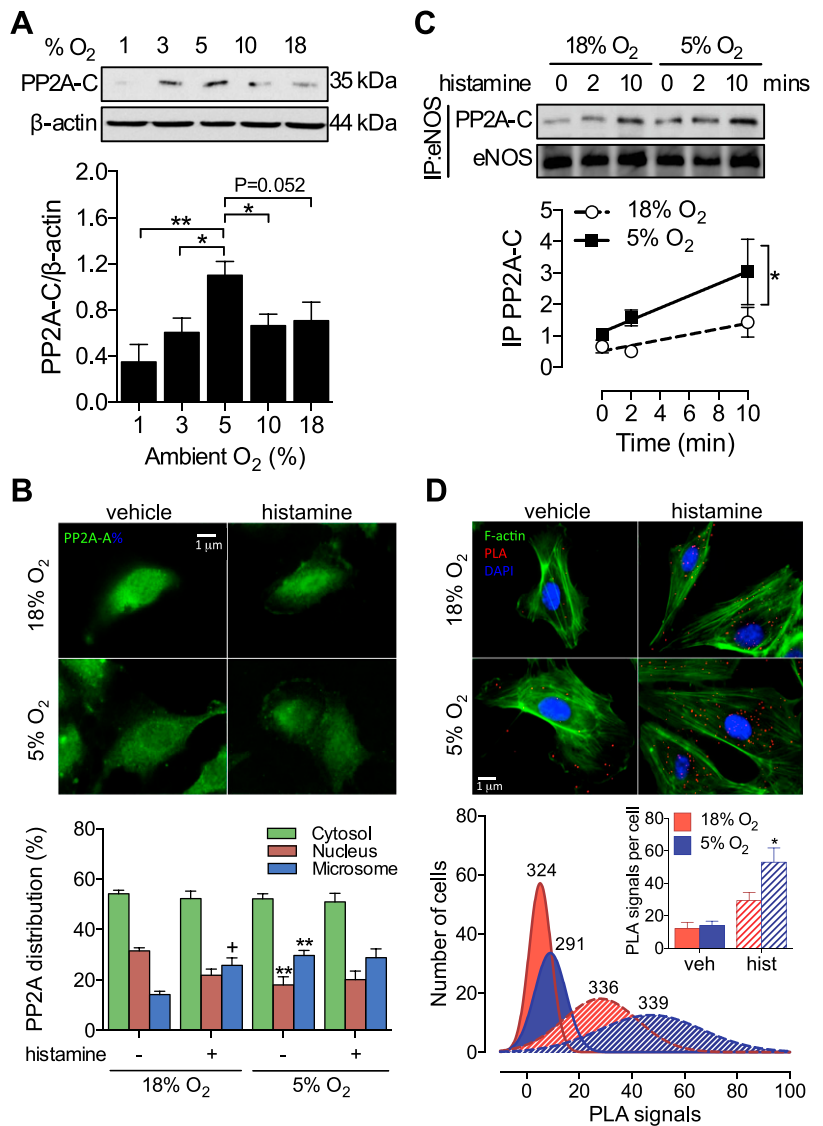 A
% O2 1 3 5 10 18
PP2A-C 35 kDa
β-actin 44 kDa
P=0.052
**
*
*
2.0
1.6
1.2
0.8
0.4
0.0
PP2A-C/β-actin
1 3 5 10 18
Ambient O2 (%)
C
18% O2 5% O2
histamine 0 2 10 0 2 10 mins
IP:eNOS
PP2A-C
eNOS
18% O2
5% O2
5
4
3
2
1
0
IP PP2A-C
*
0 2 4 6 8 10
Time (min)
B
vehicle histamine
PP2A-A%
1 μm
18% O2
5% O2
80
60
40
20
0
PP2A distribution (%)
Cytosol
Nucleus
Microsome
+
**
**
histamine - + - +
18% O2 5% O2
D
vehicle histamine
F-actin
PLA
DAPI
18% O2
5% O2
1 μm
80
60
40
20
0
Number of cells
324
291
336
339
0 20 40 60 80 100
PLA signals
18% O2
5% O2
80
60
40
20
0
PLA signals per cell
*
veh hist